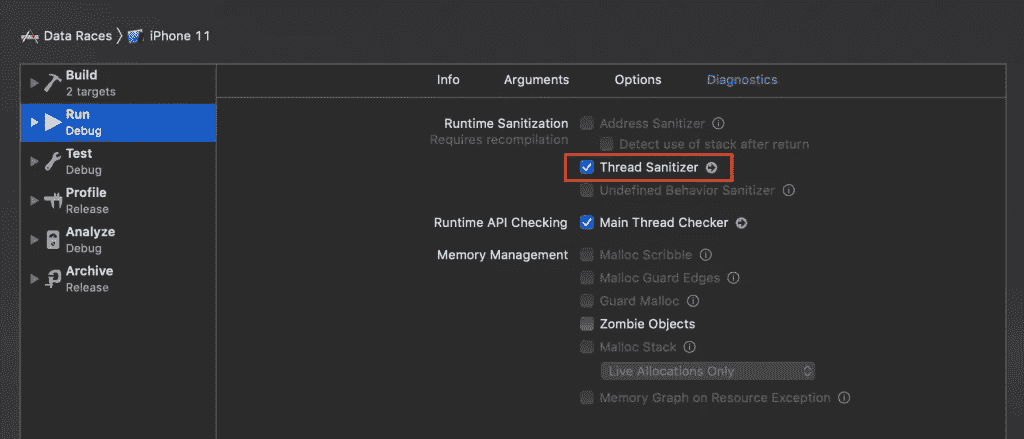 Data Races iPhone 11
Info Arguments Options Diagnostics
Build
2 targets
Run
Debug
Test
Debug
Profile
Release
Analyze
Debug
Archive
Release
Runtime Sanitization Address Sanitizer
Requires recompilation Detect use of stack after return
Thread Sanitizer
Undefined Behavior Sanitizer
Runtime API Checking Main Thread Checker
Memory Management Malloc Scribble
Malloc Guard Edges
Guard Malloc
Zombie Objects
Malloc Stack
Live Allocations Only
Memory Graph on Resource Exception